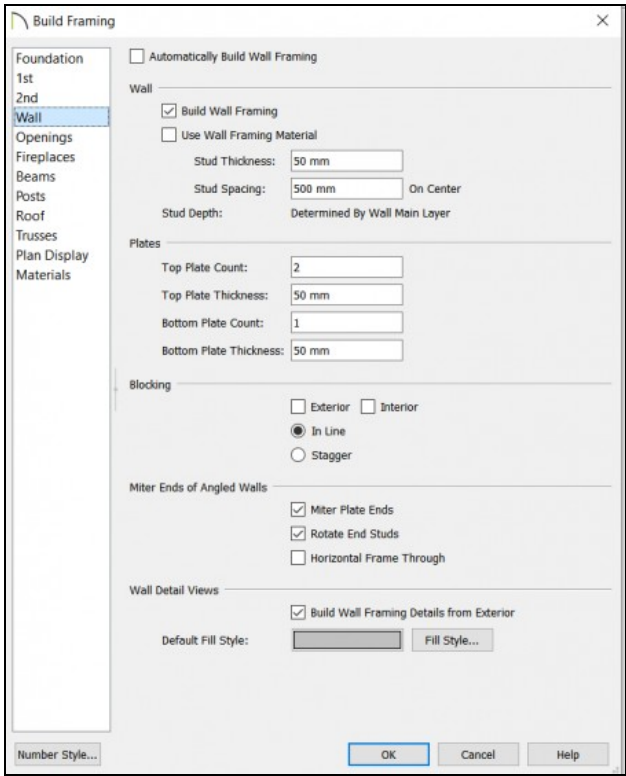 Build Framing
Foundation
1st
2nd
Wall
Openings
Fireplaces
Beams
Posts
Roof
Trusses
Plan Display
Materials
Automatically Build Wall Framing
Wall
Build Wall Framing
Use Wall Framing Material
Stud Thickness: 50 mm
Stud Spacing: 500 mm On Center
Stud Depth: Determined By Wall Main Layer
Plates
Top Plate Count: 2
Top Plate Thickness: 50 mm
Bottom Plate Count: 1
Bottom Plate Thickness: 50 mm
Blocking
Exterior Interior
In Line
Stagger
Miter Ends of Angled Walls
Miter Plate Ends
Rotate End Studs
Horizontal Frame Through
Wall Detail Views
Build Wall Framing Details from Exterior
Default Fill Style: Fill Style...
Number Style... OK Cancel Help